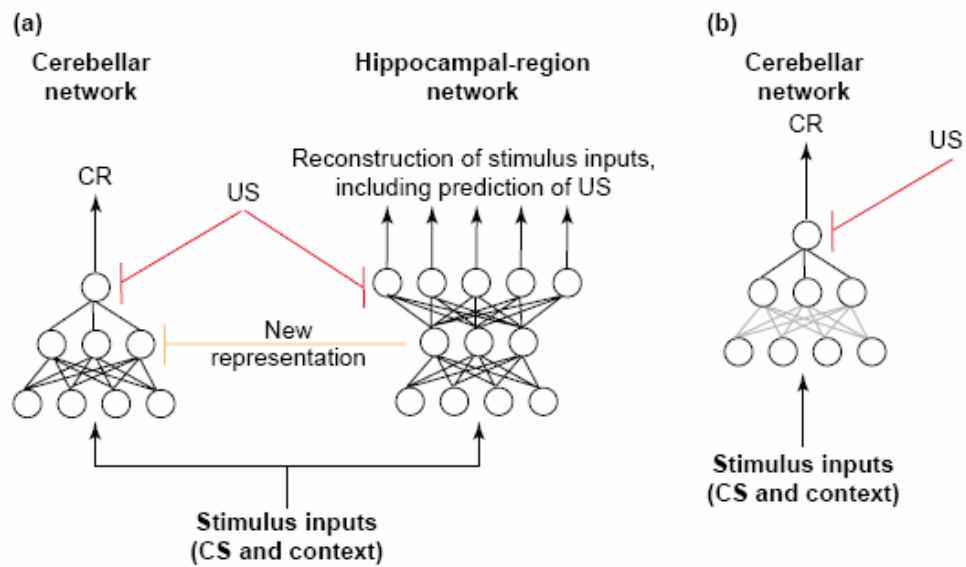 (a)
Cerebellar
network
CR
US
Hippocampal-region
network
Reconstruction of stimulus inputs,
including prediction of US
New
representation
Stimulus inputs
(CS and context)
(b)
Cerebellar
network
CR
US
Stimulus inputs
(CS and context)